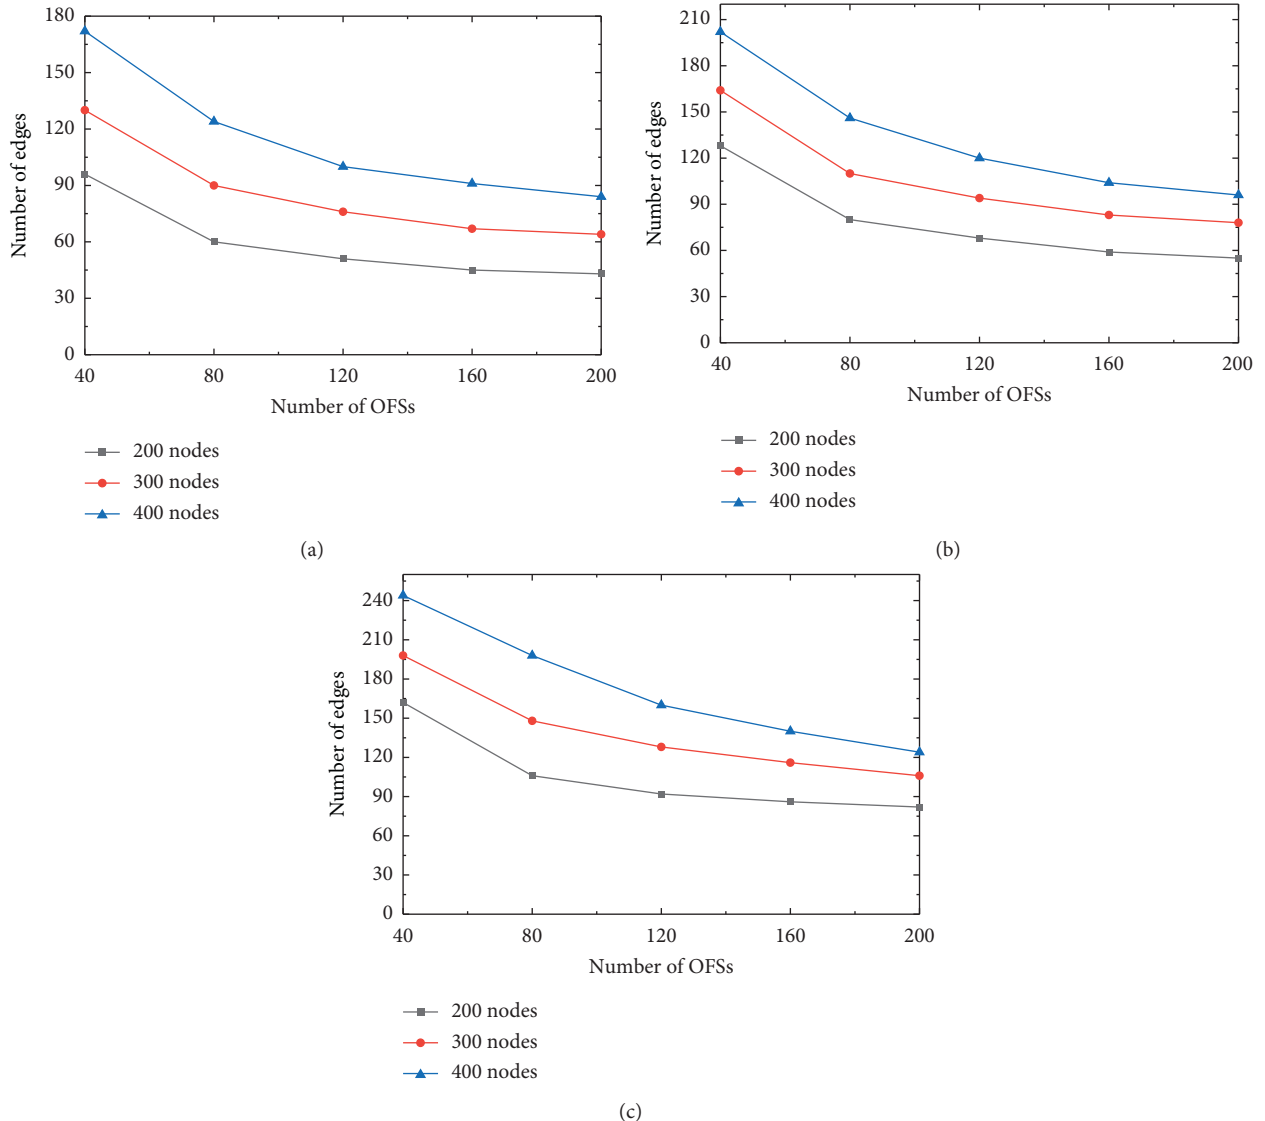 Number of edges
180
150
120
90
60
30
0
40 80 120 160 200
Number of OFSs
200 nodes
300 nodes
400 nodes
(a)
Number of edges
210
180
150
120
90
60
30
0
40 80 120 160 200
Number of OFSs
200 nodes
300 nodes
400 nodes
(b)
Number of edges
240
210
180
150
120
90
60
30
0
40 80 120 160 200
Number of OFSs
200 nodes
300 nodes
400 nodes
(c)